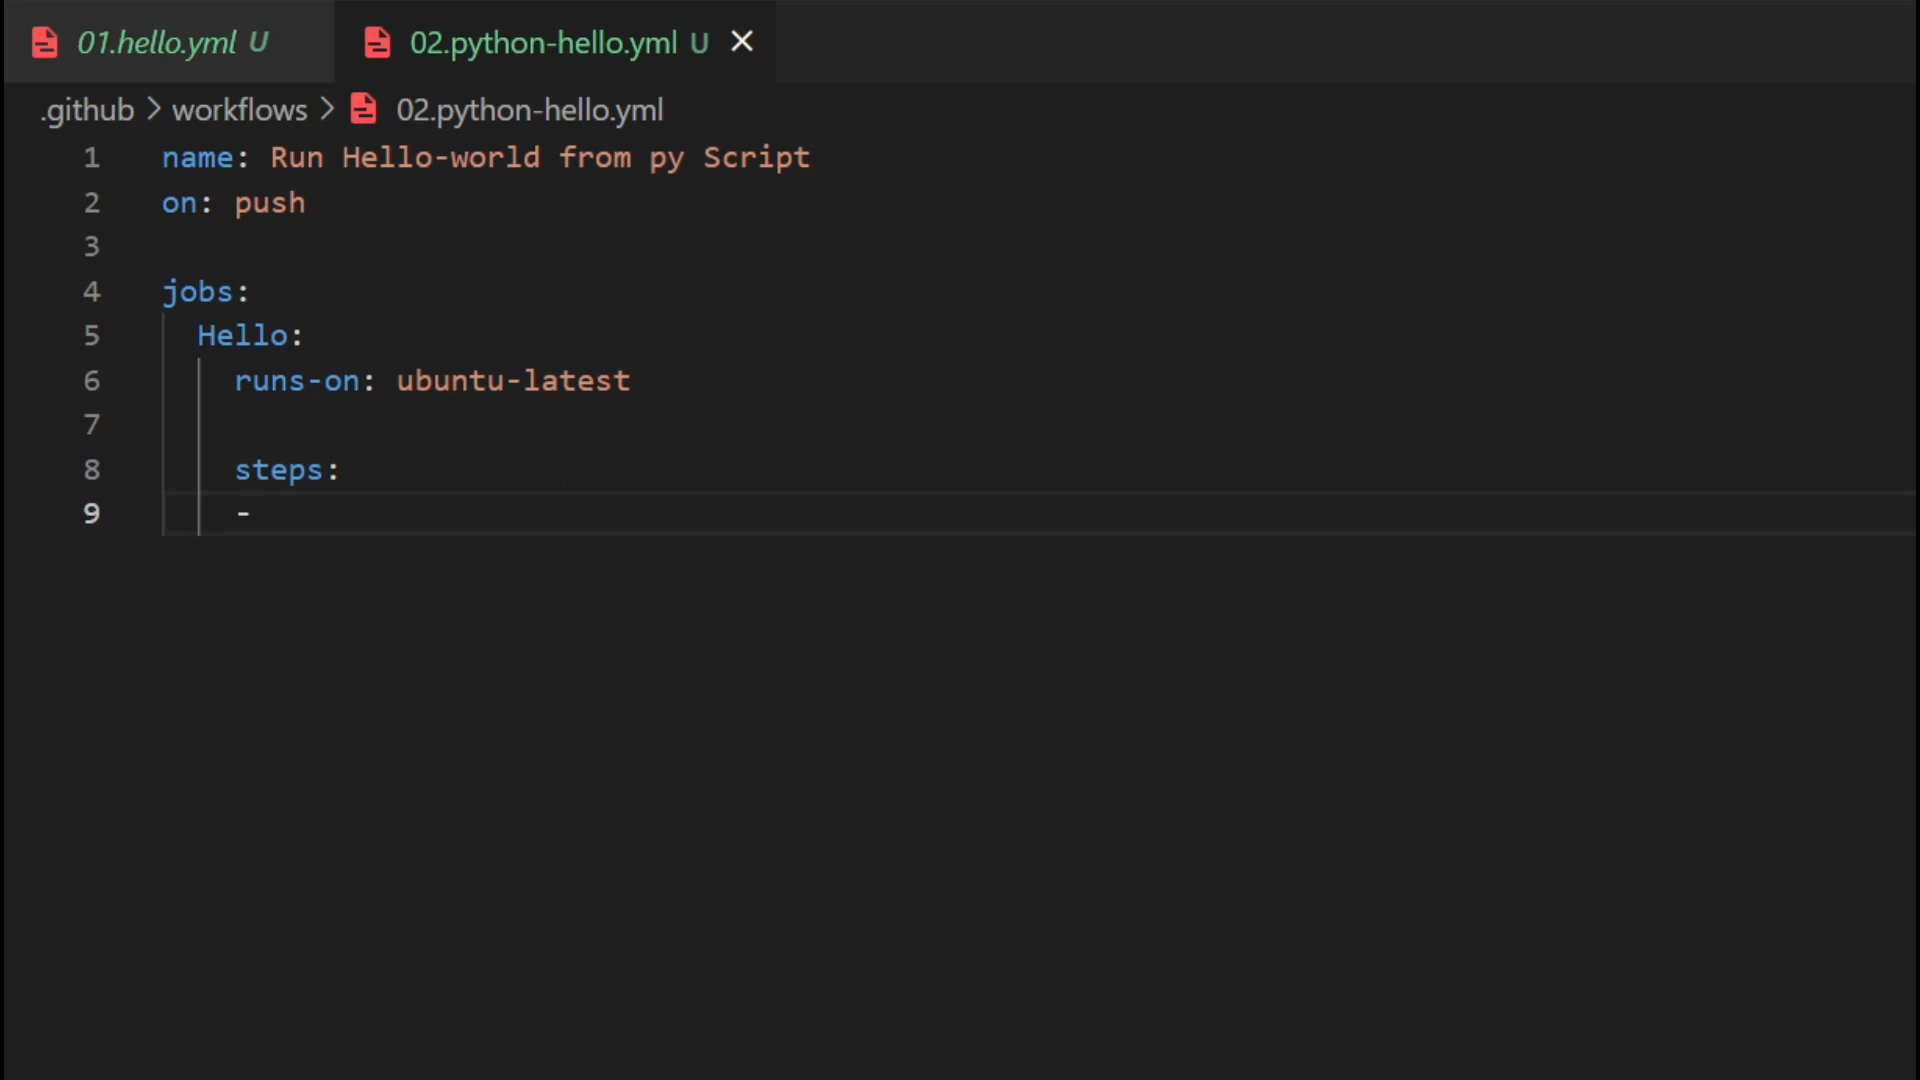 01.hello.yml U 02.python-hello.yml U
.github > workflows > 02.python-hello.yml
1 name: Run Hello-world from py Script
2 on: push
3
4 jobs:
5 Hello:
6 runs-on: ubuntu-latest
7
8 steps:
9 -